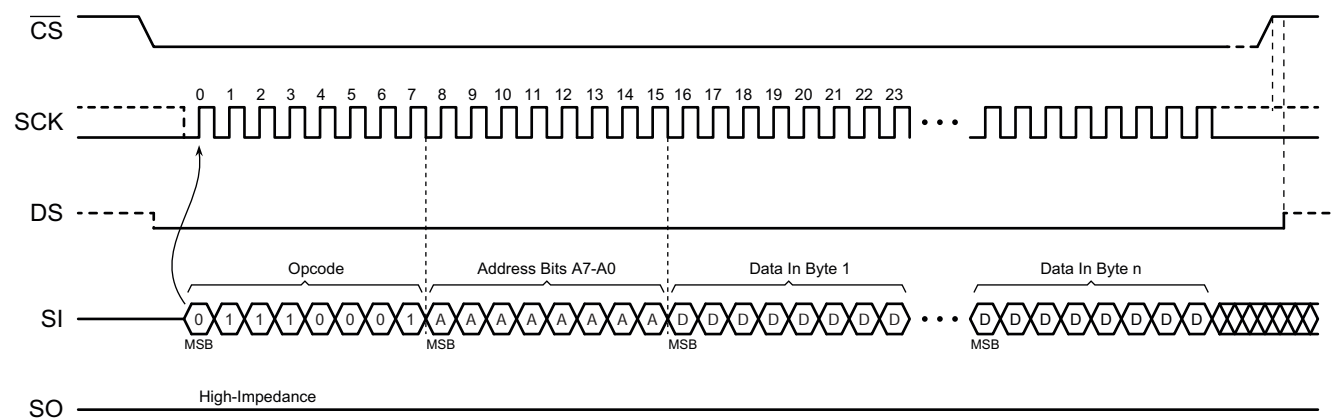 CS
SCK 0 1 2 3 4 5 6 7 8 9 10 11 12 13 14 15 16 17 18 19 20 21 22 23 • • •
DS
Opcode Address Bits A7-A0 Data In Byte 1 Data In Byte n
SI 0 1 1 1 0 0 0 1 A A A A A A A A D D D D D D D D • • • D D D D D D D D
MSB MSB MSB MSB
High-Impedance
SO